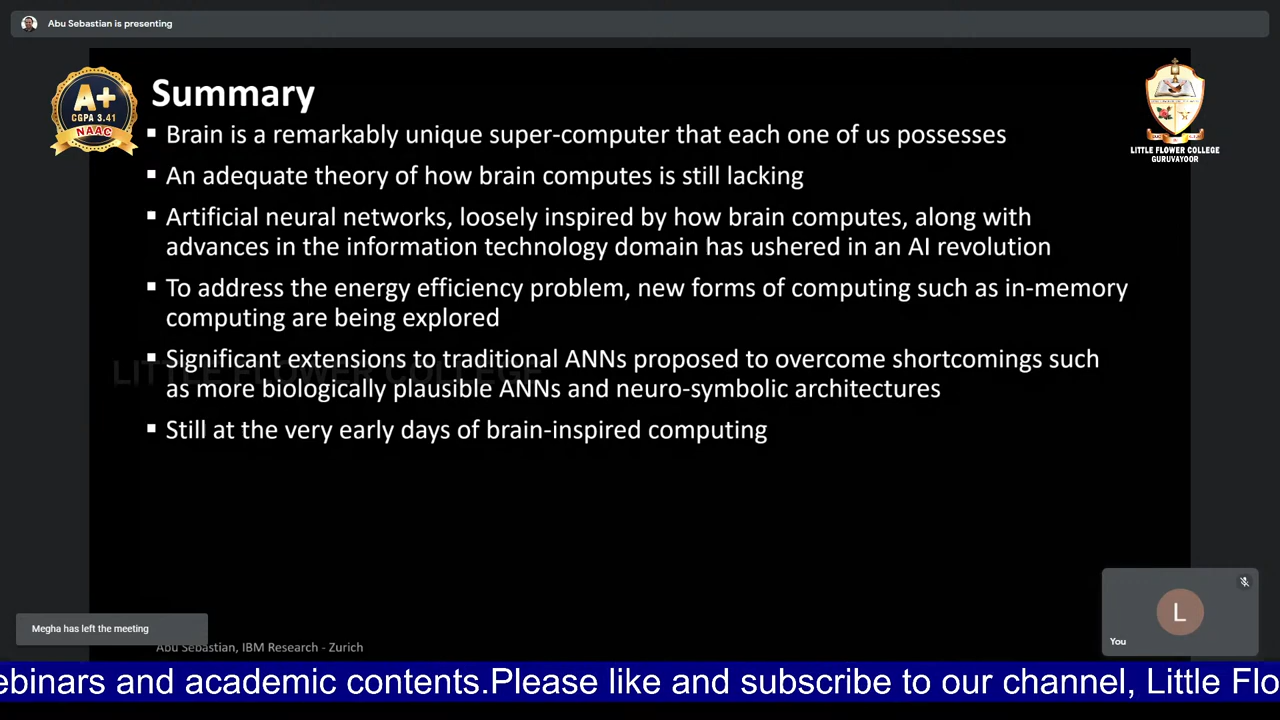 Abu Sebastian is presenting
A+
CGPA 3.41
NAAC
LITTLE FLOWER COLLEGE
GURUVAYOOR
Summary
▪ Brain is a remarkably unique super-computer that each one of us possesses
▪ An adequate theory of how brain computes is still lacking
▪ Artificial neural networks, loosely inspired by how brain computes, along with
advances in the information technology domain has ushered in an AI revolution
▪ To address the energy efficiency problem, new forms of computing such as in-memory
computing are being explored
▪ Significant extensions to traditional ANNs proposed to overcome shortcomings such
as more biologically plausible ANNs and neuro-symbolic architectures
LITTLE FLOWER COLLEGE
▪ Still at the very early days of brain-inspired computing
L
You
Megha has left the meeting
Abu Sebastian, IBM Research - Zurich
ebinars and academic contents.Please like and subscribe to our channel, Little Flo